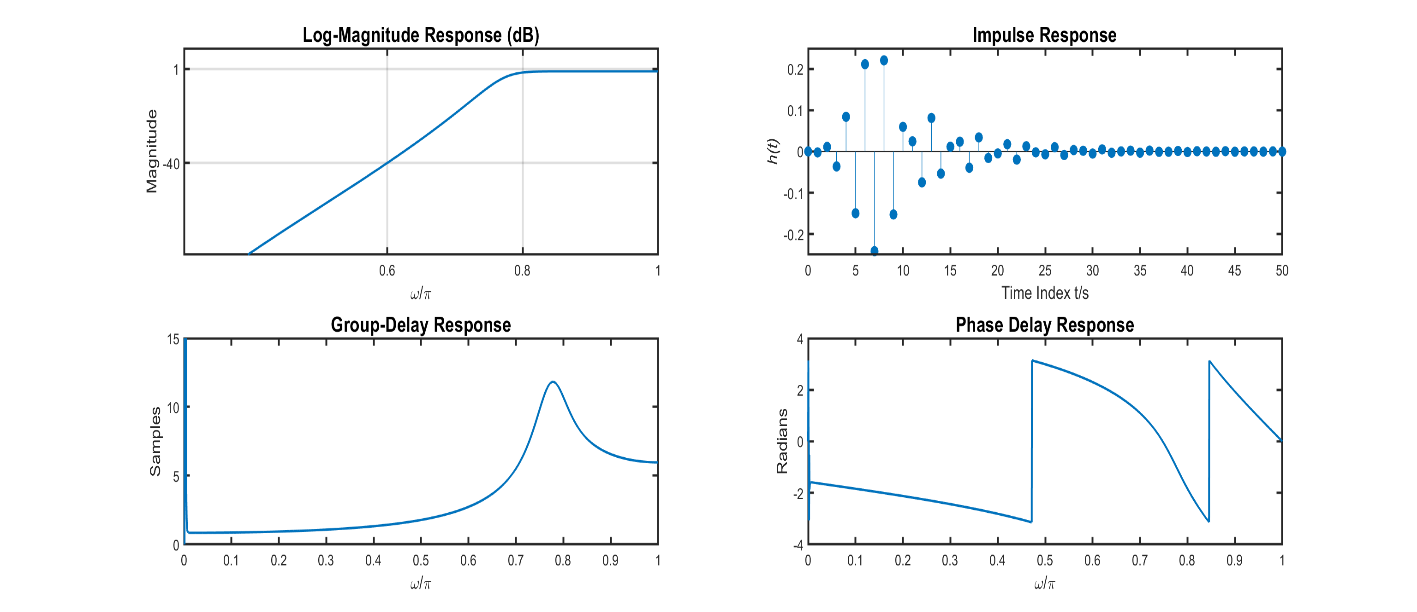 Log-Magnitude Response (dB)
Magnitude
1
-40
0.6 0.8 1
ω/π
Impulse Response
h(t)
0.2
0.1
0
-0.1
-0.2
0 5 10 15 20 25 30 35 40 45 50
Time Index t/s
Group-Delay Response
Samples
15
10
5
0
0 0.1 0.2 0.3 0.4 0.5 0.6 0.7 0.8 0.9 1
ω/π
Phase Delay Response
Radians
4
2
0
-2
-4
0 0.1 0.2 0.3 0.4 0.5 0.6 0.7 0.8 0.9 1
ω/π